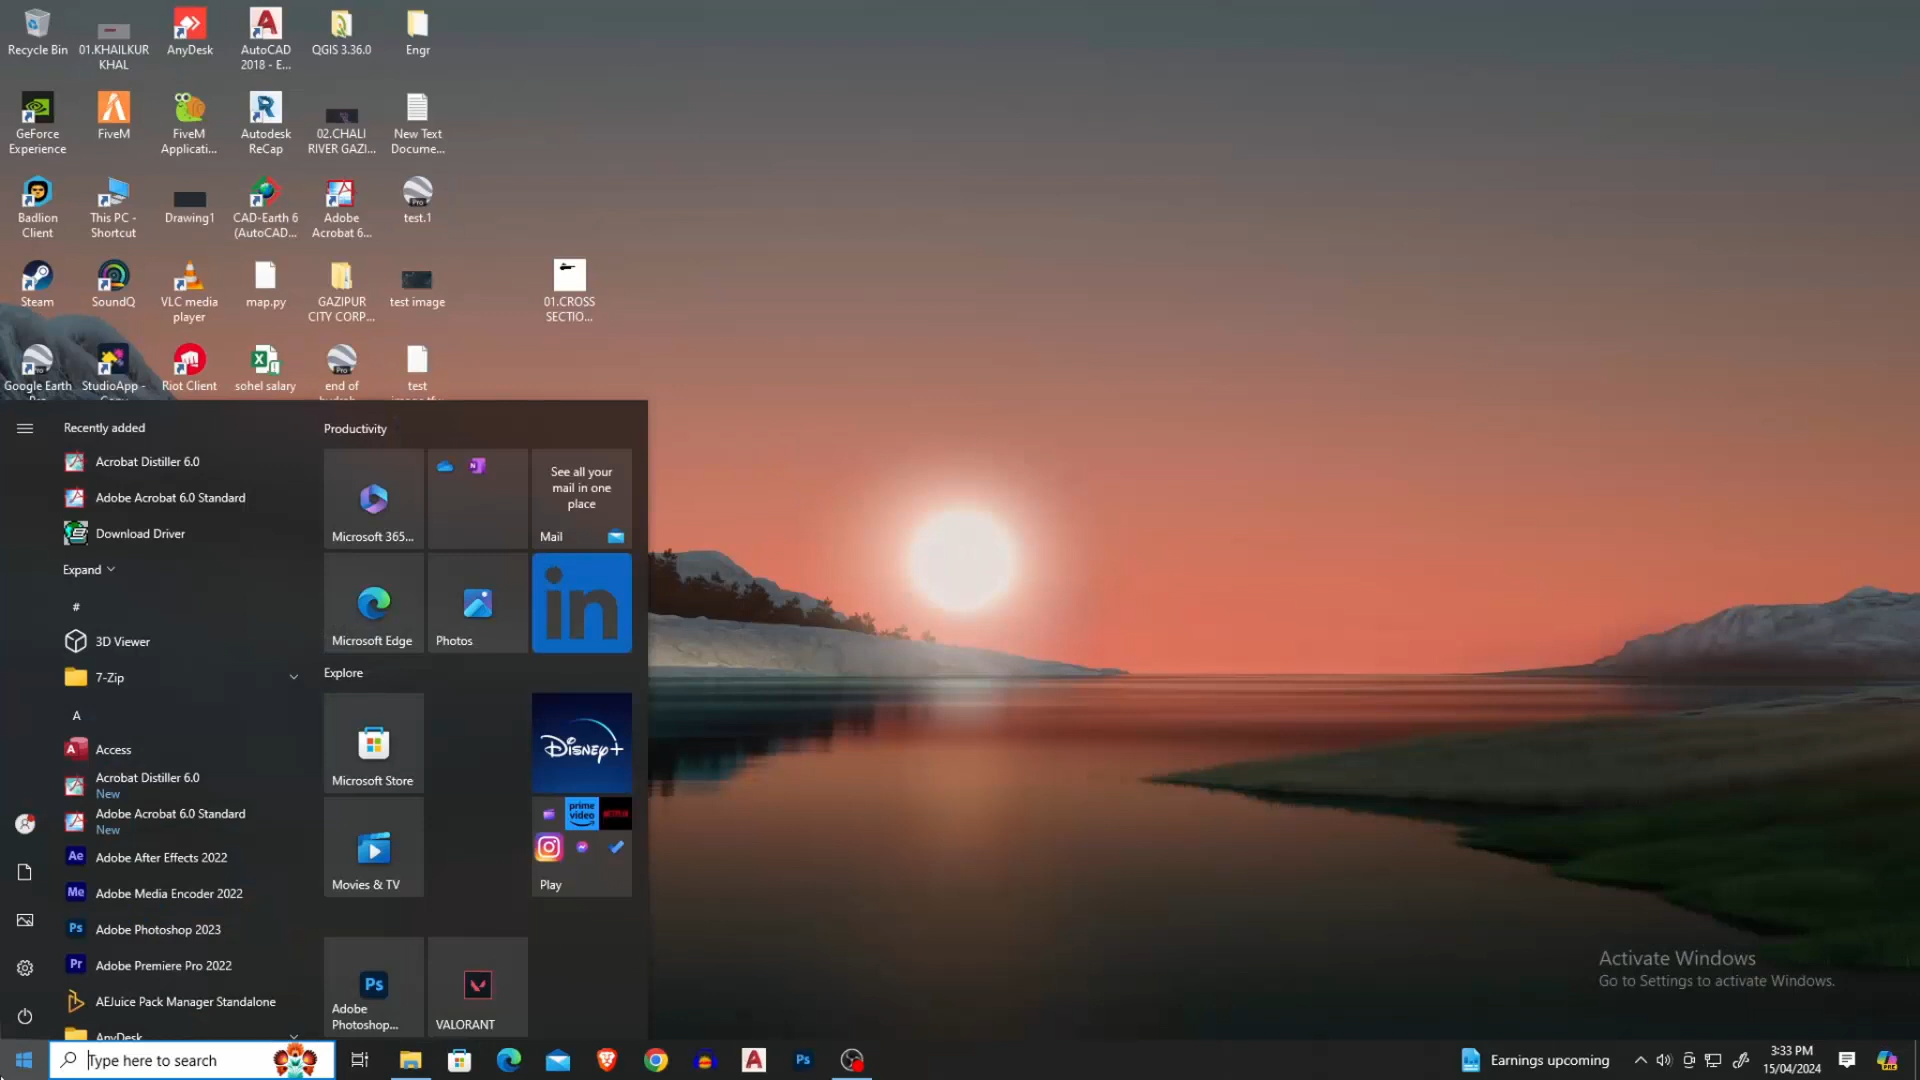 Recycle Bin
01.KHAILKUR
KHAL
AnyDesk
AutoCAD
2018 - E...
QGIS 3.36.0
Engr
GeForce
Experience
FiveM
FiveM
Applicati...
Autodesk
ReCap
02.CHALI
RIVER GAZI...
New Text
Docume...
Badlion
Client
This PC -
Shortcut
Drawing1
CAD-Earth 6
(AutoCAD...
Adobe
Acrobat 6...
test.1
Steam
SoundQ
VLC media
player
map.py
GAZIPUR
CITY CORP...
test image
01.CROSS
SECTIO...
Google Earth
StudioApp -
Riot Client
sohel salary
end of
test
Recently added
Acrobat Distiller 6.0
Adobe Acrobat 6.0 Standard
Download Driver
Expand
#
3D Viewer
7-Zip
A
Access
Acrobat Distiller 6.0
New
Adobe Acrobat 6.0 Standard
New
Adobe After Effects 2022
Adobe Media Encoder 2022
Adobe Photoshop 2023
Adobe Premiere Pro 2022
AEJuice Pack Manager Standalone
AnyDesk
Productivity
Microsoft 365...
See all your
mail in one
place
Mail
Microsoft Edge
Photos
in
Explore
Microsoft Store
Disney+
Movies & TV
prime
video
NETFLIX
Play
Ps
Adobe
Photoshop...
VALORANT
Activate Windows
Go to Settings to activate Windows.
Type here to search
Earnings upcoming
3:33 PM
15/04/2024